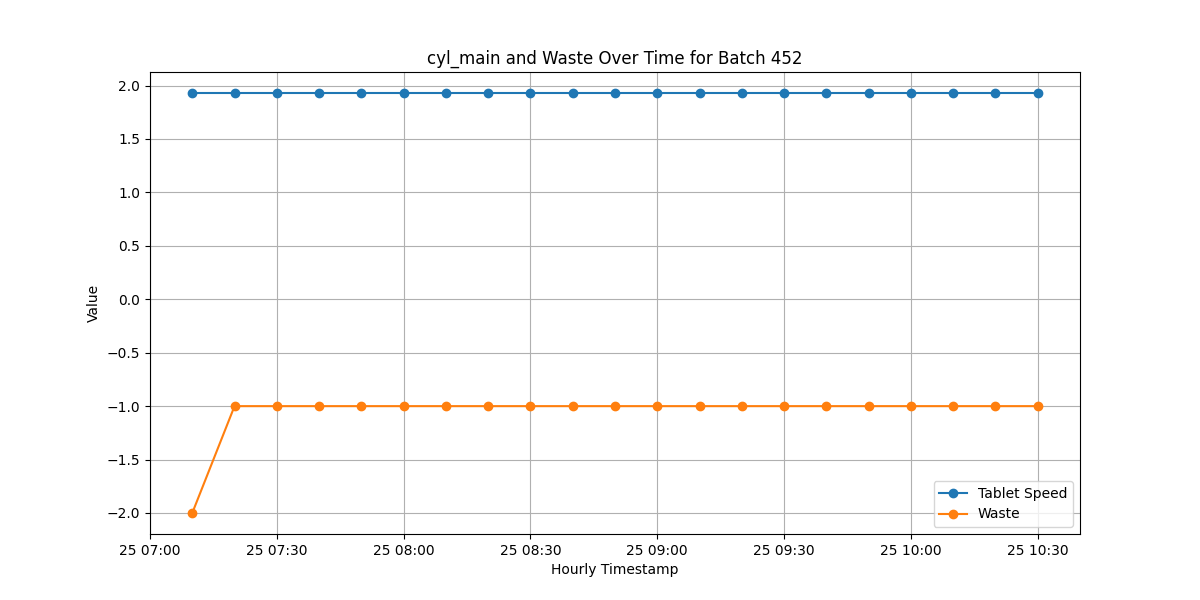 cyl_main and Waste Over Time for Batch 452
2.0
1.5
1.0
0.5
0.0
−0.5
−1.0
−1.5
−2.0
Value
Tablet Speed
Waste
25 07:00 25 07:30 25 08:00 25 08:30 25 09:00 25 09:30 25 10:00 25 10:30
Hourly Timestamp